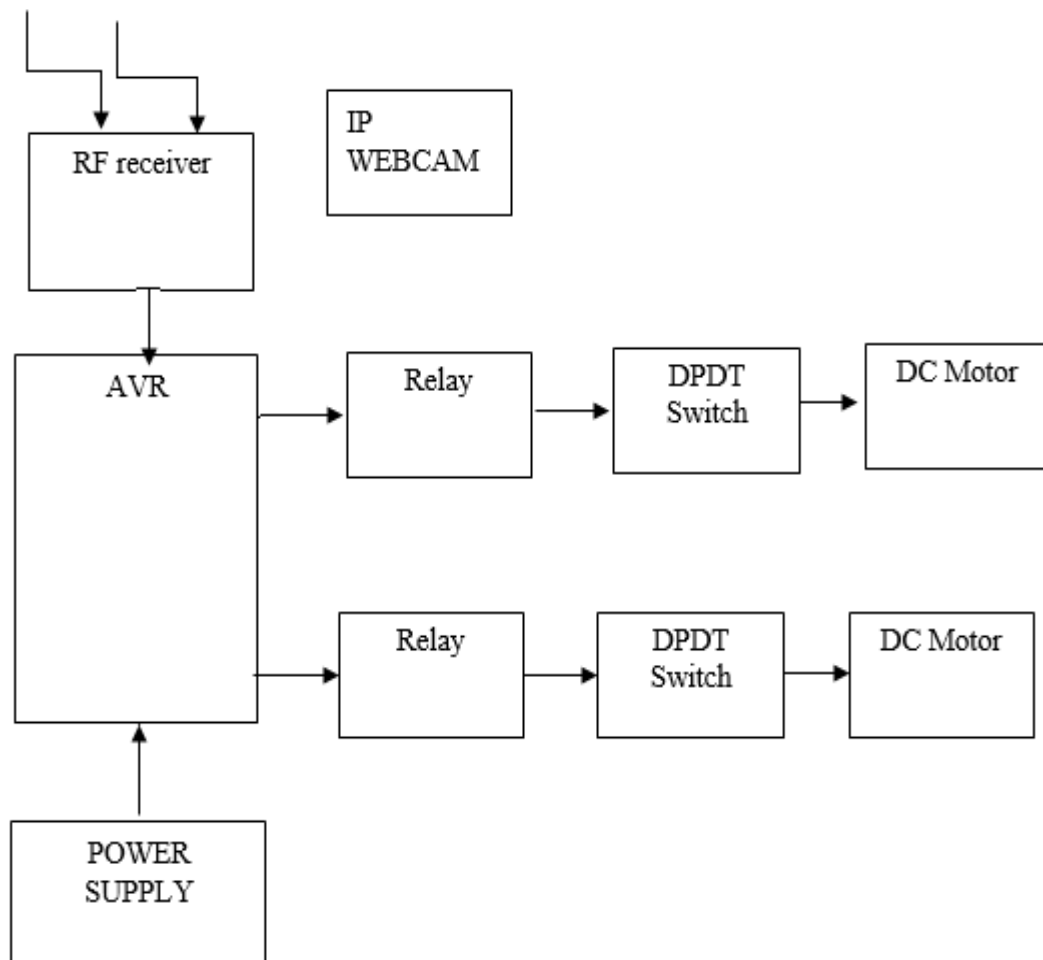 RF receiver
IP
WEBCAM
AVR
Relay
DPDT
Switch
DC Motor
Relay
DPDT
Switch
DC Motor
POWER
SUPPLY